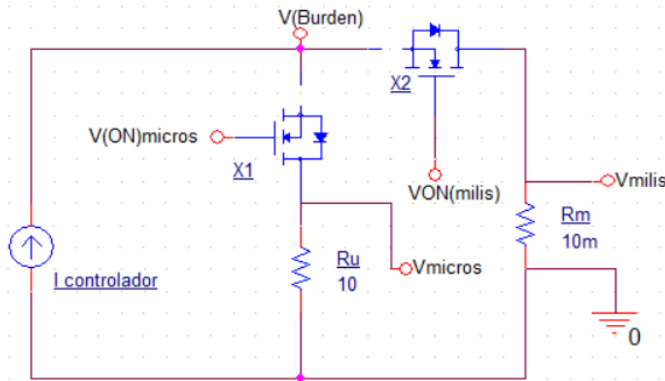 V(Burden)
X2
V(ON)micros
X1
VON(milis)
Vmilis
Rm
10m
I controlador
Ru
10
Vmicros
0